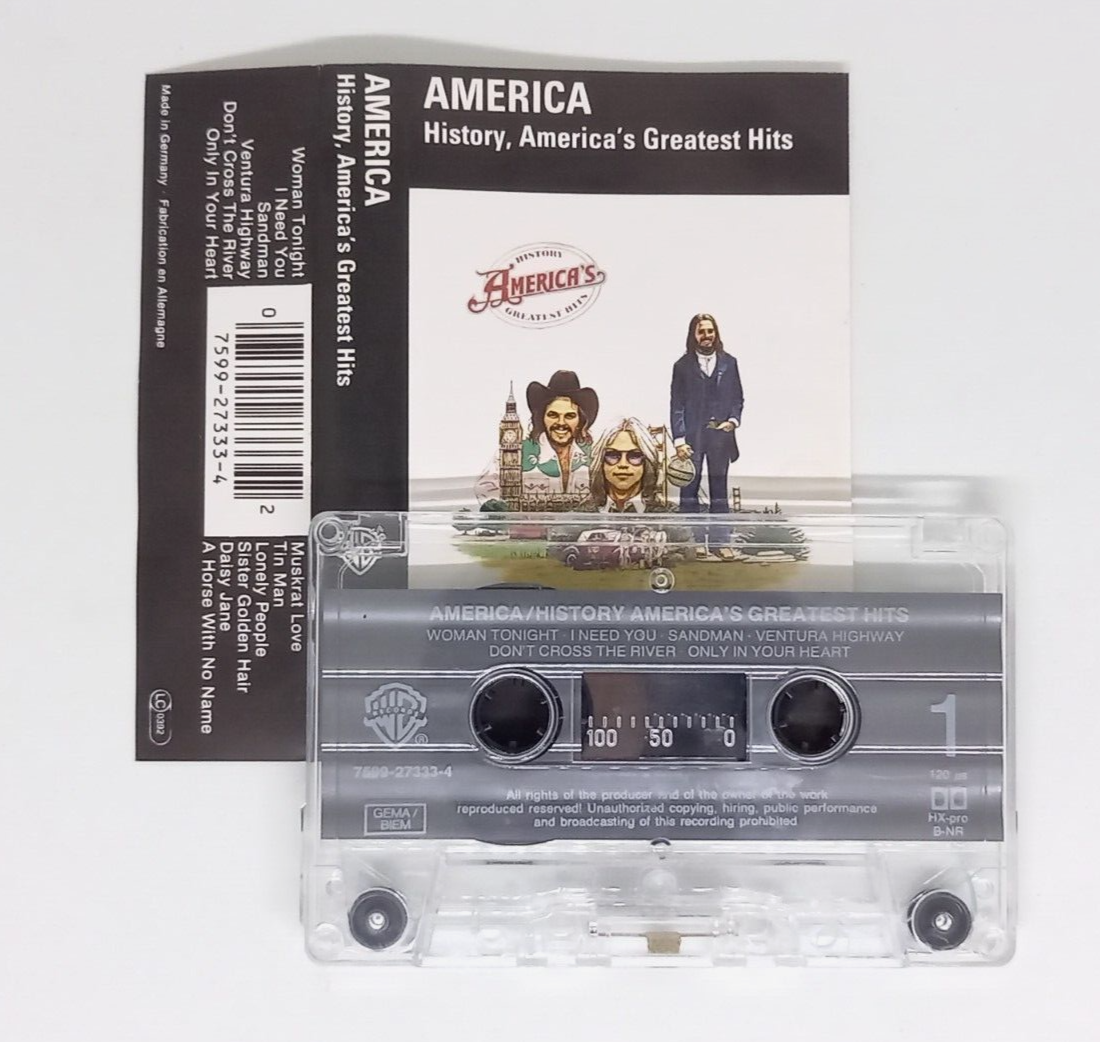 AMERICA
History, America's Greatest Hits
HISTORY
AMERICA'S
GREATEST HITS
AMERICA
History, America's Greatest Hits
Woman Tonight
I Need You
Sandman
Ventura Highway
Don't Cross The River
Only In Your Heart
0
7599-27333-4
2
Muskrat Love
Tin Man
Lonely People
Sister Golden Hair
Daisy Jane
A Horse With No Name
Made in Germany · Fabrication en Allemagne
LC 0392
AMERICA/HISTORY AMERICA'S GREATEST HITS
WOMAN TONIGHT · I NEED YOU · SANDMAN · VENTURA HIGHWAY
DON'T CROSS THE RIVER · ONLY IN YOUR HEART
RECORDS
®
100 50 0
1
7599-27333-4
120 µs
All rights of the producer and of the owner of the work
reproduced reserved! Unauthorized copying, hiring, public performance
and broadcasting of this recording prohibited
GEMA/
BIEM
HX-pro
B-NR